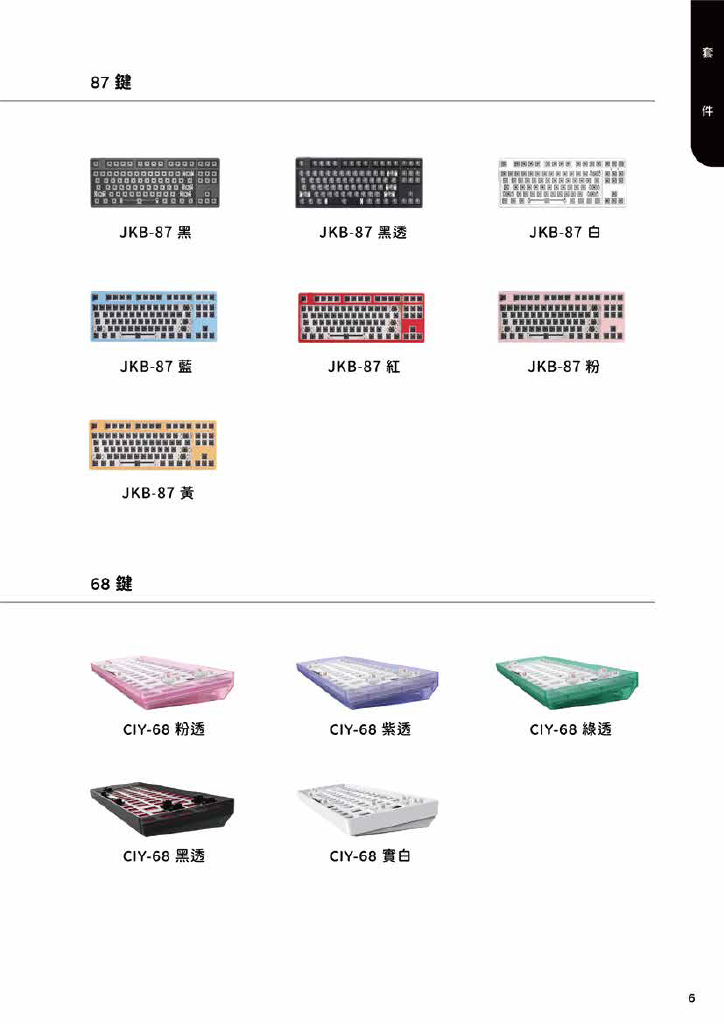 套件
87 鍵
JKB-87 黑
JKB-87 黑透
JKB-87 白
JKB-87 藍
JKB-87 紅
JKB-87 粉
JKB-87 黃
68 鍵
CIY-68 粉透
CIY-68 紫透
CIY-68 綠透
CIY-68 黑透
CIY-68 實白
6